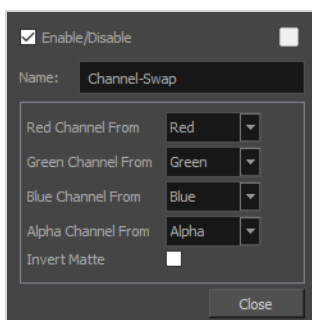 Enable/Disable
Name: Channel-Swap
Red Channel From Red
Green Channel From Green
Blue Channel From Blue
Alpha Channel From Alpha
Invert Matte
Close